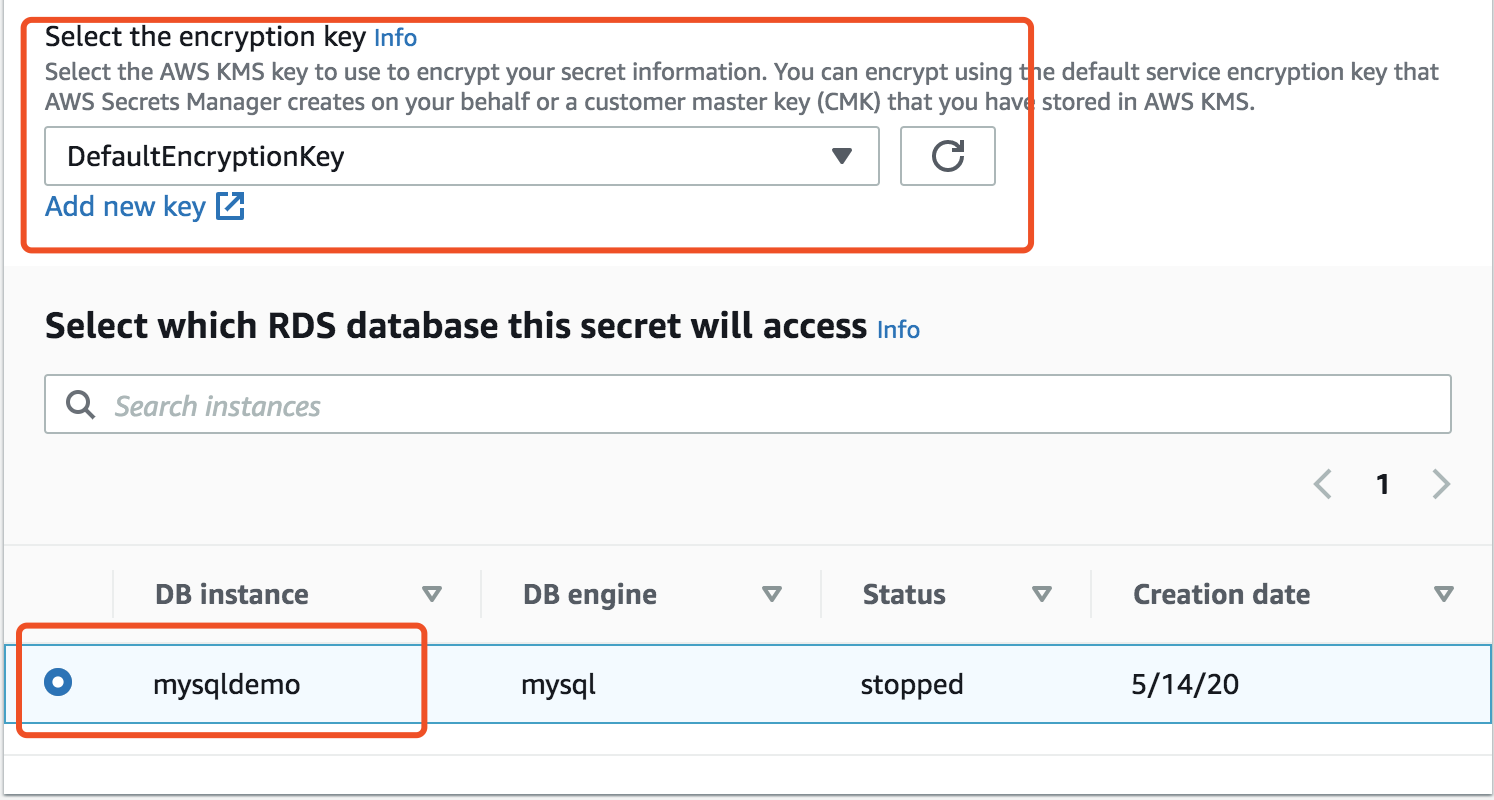 Select the encryption key Info
Select the AWS KMS key to use to encrypt your secret information. You can encrypt using the default service encryption key that
AWS Secrets Manager creates on your behalf or a customer master key (CMK) that you have stored in AWS KMS.
DefaultEncryptionKey
Add new key
Select which RDS database this secret will access Info
Search instances
1
DB instance DB engine Status Creation date
mysqldemo mysql stopped 5/14/20